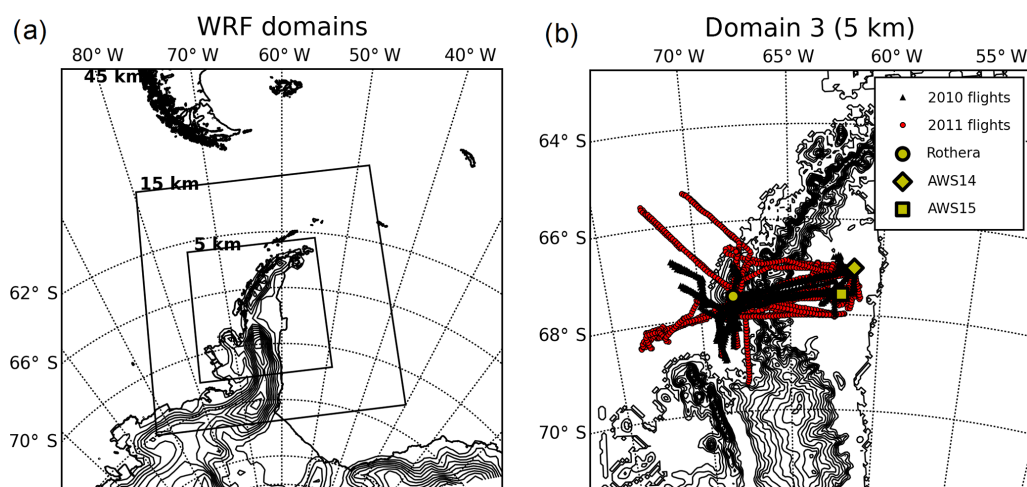 (a)
WRF domains
80° W 70° W 60° W 50° W 40° W
45 km
15 km
5 km
62° S
66° S
70° S
(b)
Domain 3 (5 km)
70° W 65° W 60° W 55° W
2010 flights
2011 flights
Rothera
AWS14
AWS15
64° S
66° S
68° S
70° S
0